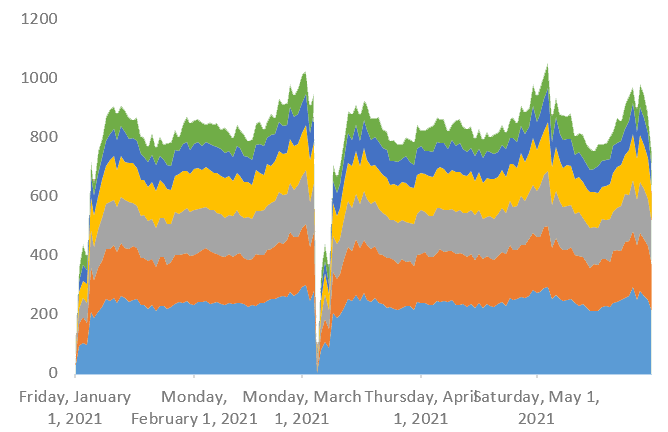 1200
1000
800
600
400
200
0
Friday, January
1, 2021
Monday,
February 1, 2021
Monday, March
1, 2021
Thursday, April
1, 2021
Saturday, May 1,
2021